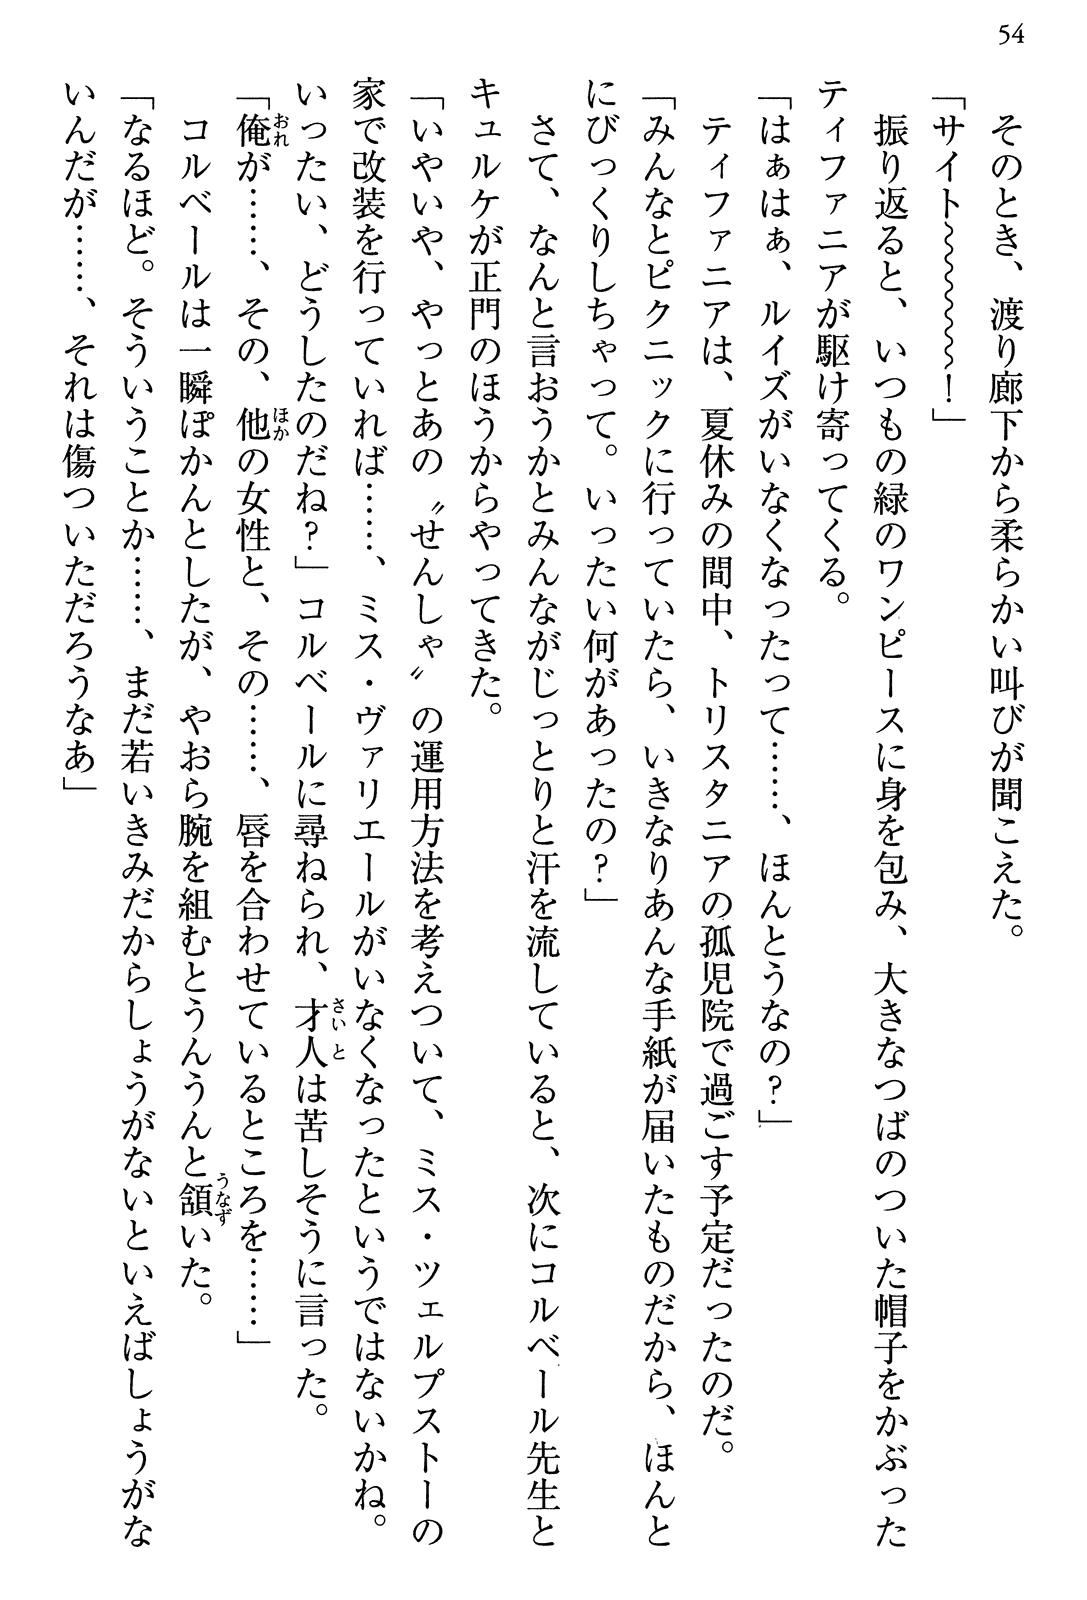 54
そのとき、渡り廊下から柔らかい叫びが聞こえた。
「サイト～～～～～！」
振り返ると、いつもの緑のワンピースに身を包み、大きなつばのついた帽子をかぶった
ティファニアが駆け寄ってくる。
「はぁはぁ、ルイズがいなくなったって……、ほんとうなの？」
ティファニアは、夏休みの間中、トリスタニアの孤児院で過ごす予定だったのだ。
「みんなとピクニックに行っていたら、いきなりあんな手紙が届いたものだから、ほんと
にびっくりしちゃって。いったい何があったの？」
さて、なんと言おうかとみんながじっとりと汗を流していると、次にコルベール先生と
キュルケが正門のほうからやってきた。
「いやいや、やっとあの〝せんしゃ〟の運用方法を考えついて、ミス・ツェルプストーの
家で改装を行っていれば……、ミス・ヴァリエールがいなくなったというではないかね。
いったい、どうしたのだね？」コルベールに尋ねられ、才人は苦しそうに言った。
「俺が……、その、他の女性と、その……、唇を合わせているところを……」
コルベールは一瞬ぽかんとしたが、やおら腕を組むとうんうんと頷いた。
「なるほど。そういうことか……、まだ若いきみだからしょうがないといえばしょうがな
いんだが……、それは傷ついただろうなあ」